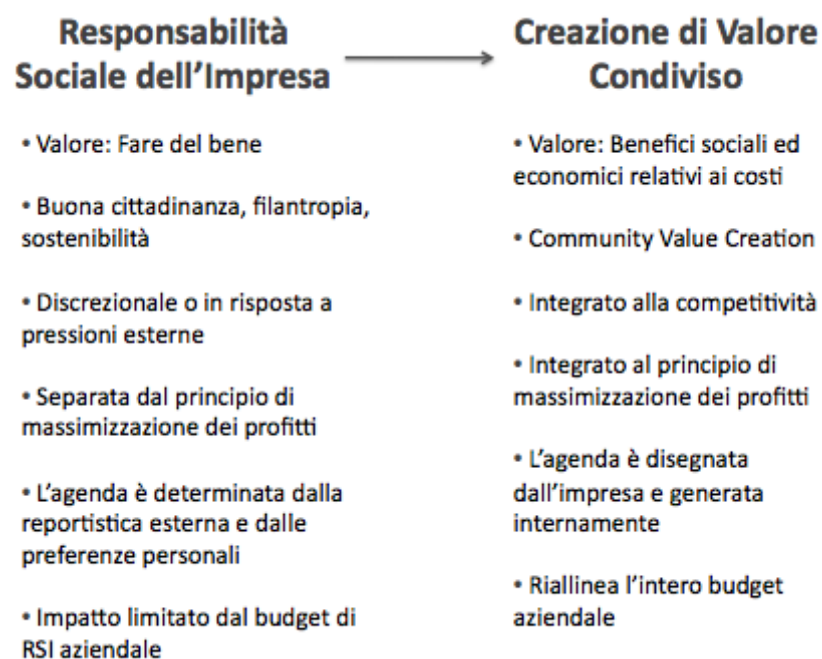 Responsabilità
Sociale dell’Impresa
• Valore: Fare del bene
• Buona cittadinanza, filantropia,
sostenibilità
• Discrezionale o in risposta a
pressioni esterne
• Separata dal principio di
massimizzazione dei profitti
• L’agenda è determinata dalla
reportistica esterna e dalle
preferenze personali
• Impatto limitato dal budget di
RSI aziendale
Creazione di Valore
Condiviso
• Valore: Benefici sociali ed
economici relativi ai costi
• Community Value Creation
• Integrato alla competitività
• Integrato al principio di
massimizzazione dei profitti
• L’agenda è disegnata
dall’impresa e generata
internamente
• Riallinea l’intero budget
aziendale